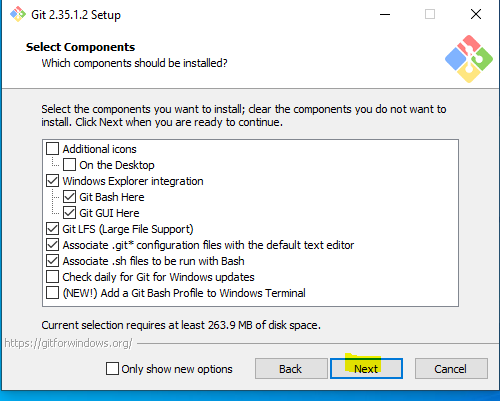 Git 2.35.1.2 Setup
Select Components
Which components should be installed?
Select the components you want to install; clear the components you do not want to
install. Click Next when you are ready to continue.
Additional icons
On the Desktop
Windows Explorer integration
Git Bash Here
Git GUI Here
Git LFS (Large File Support)
Associate .git* configuration files with the default text editor
Associate .sh files to be run with Bash
Check daily for Git for Windows updates
(NEW!) Add a Git Bash Profile to Windows Terminal
Current selection requires at least 263.9 MB of disk space.
https://gitforwindows.org/
Only show new options
Back
Next
Cancel